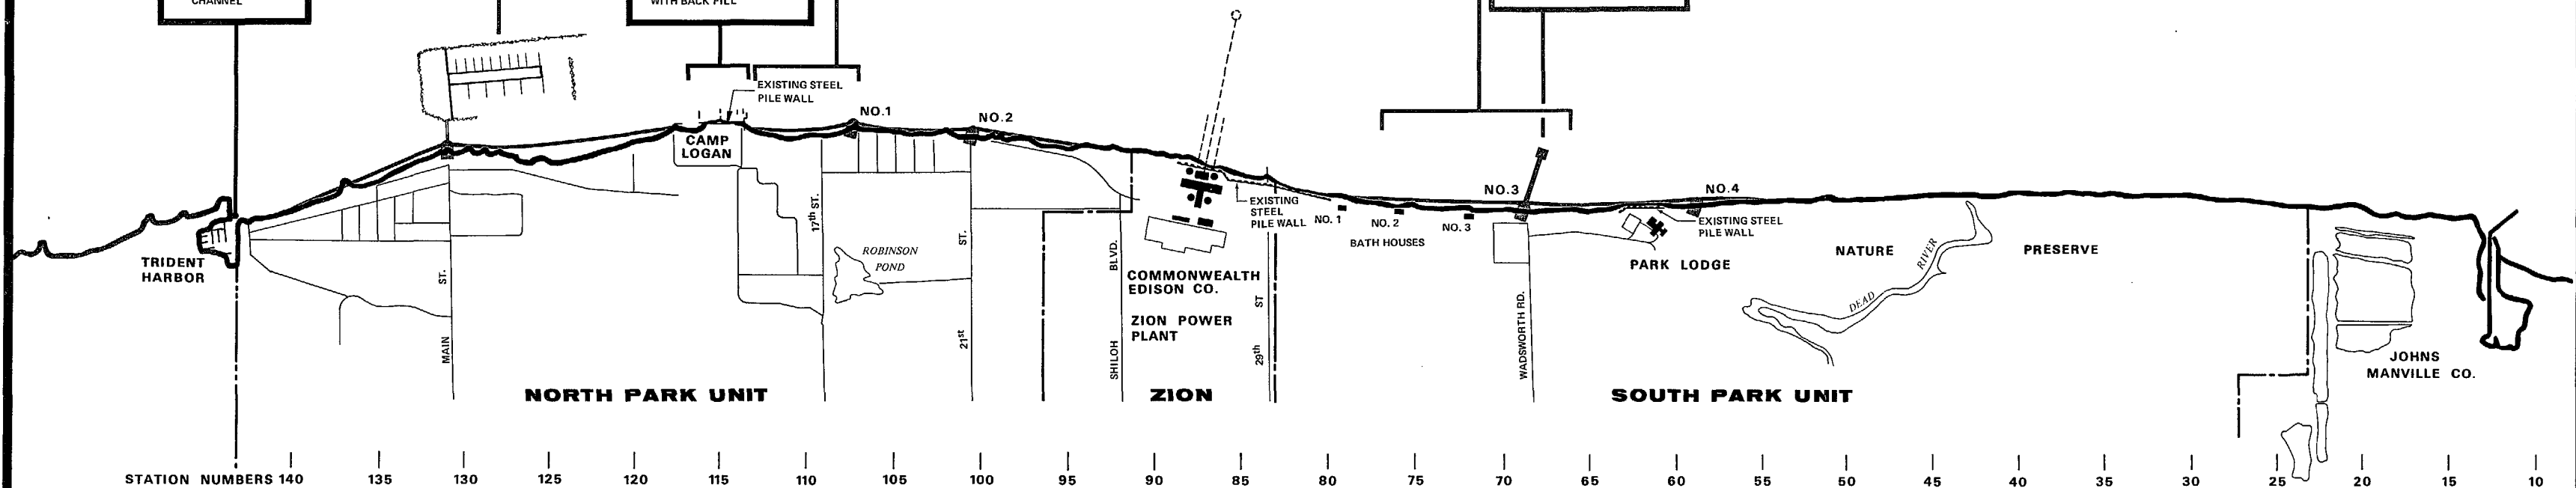 CHANNEL
WITH BACK FILL
EXISTING STEEL
PILE WALL
NO.1
NO.2
CAMP
LOGAN
TRIDENT
HARBOR
MAIN ST.
17th ST.
ROBINSON
POND
21st ST.
SHILOH BLVD.
COMMONWEALTH
EDISON CO.
ZION POWER
PLANT
EXISTING
STEEL
PILE WALL
29th ST
NO. 1
NO. 2
NO. 3
BATH HOUSES
NO.3
NO.4
WADSWORTH RD.
EXISTING STEEL
PILE WALL
PARK LODGE
NATURE PRESERVE
DEAD RIVER
JOHNS
MANVILLE CO.
NORTH PARK UNIT
ZION
SOUTH PARK UNIT
STATION NUMBERS 140 135 130 125 120 115 110 105 100 95 90 85 80 75 70 65 60 55 50 45 40 35 30 25 20 15 10